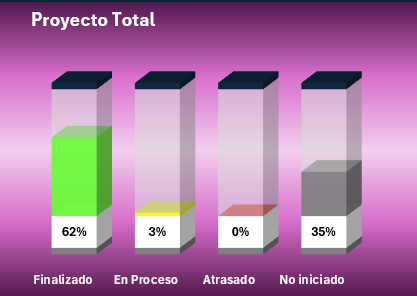 Proyecto Total
62%
3%
0%
35%
Finalizado
En Proceso
Atrasado
No iniciado